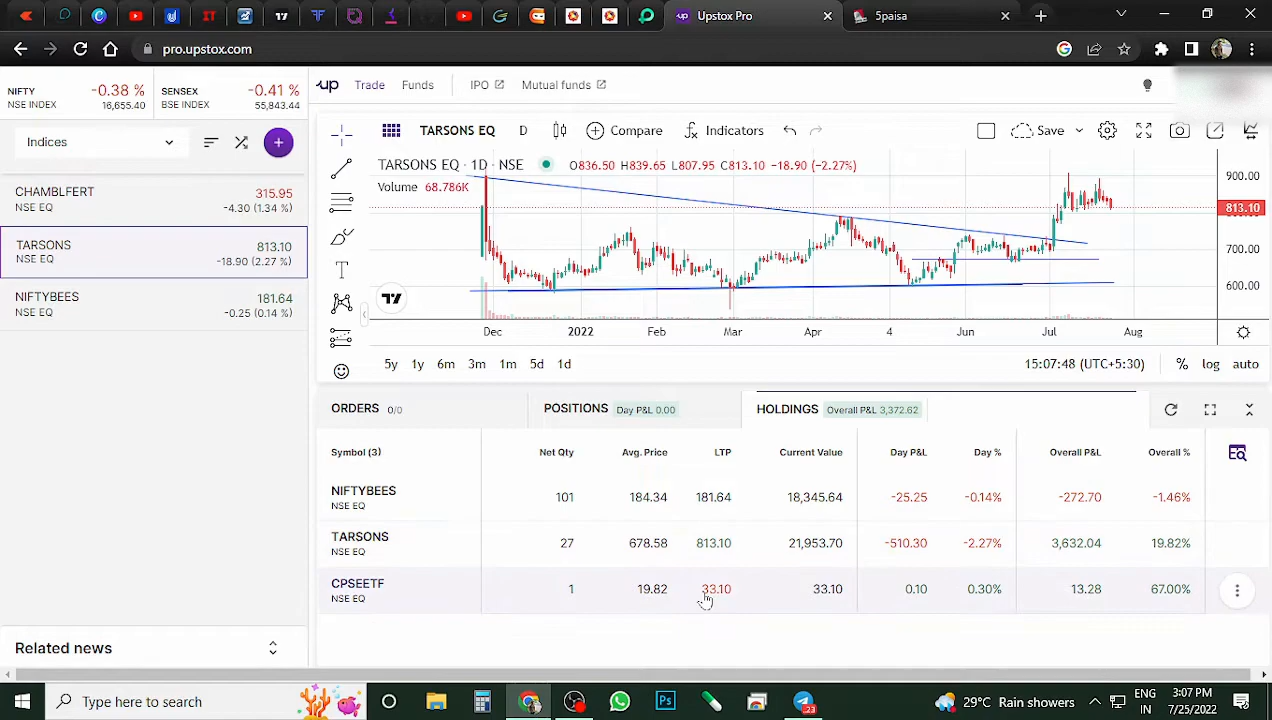 Upstox Pro
5paisa
pro.upstox.com
NIFTY -0.38 % SENSEX -0.41 %
NSE INDEX 16,655.40 BSE INDEX 55,843.44
up Trade Funds IPO Mutual funds
Indices
CHAMBLFERT 315.95
NSE EQ -4.30 (1.34 %)
TARSONS 813.10
NSE EQ -18.90 (2.27 %)
NIFTYBEES 181.64
NSE EQ -0.25 (0.14 %)
Related news
TARSONS EQ D Compare Indicators Save
TARSONS EQ · 1D · NSE O836.50 H839.65 L807.95 C813.10 -18.90 (-2.27%)
Volume 68.786K
900.00
813.10
700.00
600.00
Dec 2022 Feb Mar Apr 4 Jun Jul Aug
5y 1y 6m 3m 1m 5d 1d 15:07:48 (UTC+5:30) % log auto
ORDERS 0/0 POSITIONS Day P&L 0.00 HOLDINGS Overall P&L 3,372.62
Symbol (3) Net Qty Avg. Price LTP Current Value Day P&L Day % Overall P&L Overall %
NIFTYBEES 101 184.34 181.64 18,345.64 -25.25 -0.14% -272.70 -1.46%
NSE EQ
TARSONS 27 678.58 813.10 21,953.70 -510.30 -2.27% 3,632.04 19.82%
NSE EQ
CPSEETF 1 19.82 33.10 33.10 0.10 0.30% 13.28 67.00%
NSE EQ
Type here to search
23
29°C Rain showers
ENG
IN
3:07 PM
7/25/2022